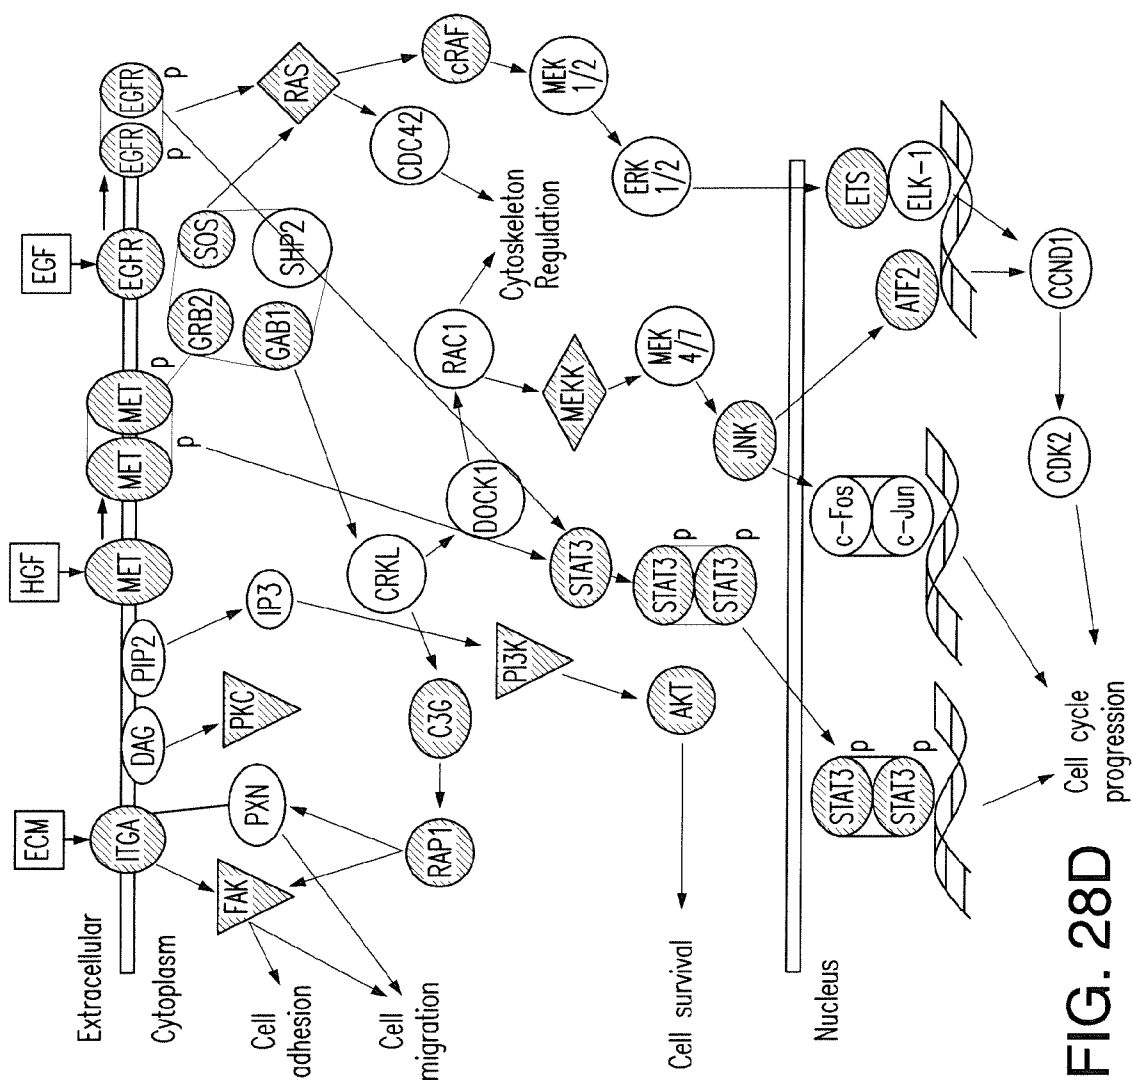 ECM
HGF
EGF
Extracellular
ITGA
DAG
PIP2
MET
MET
MET
EGFR
EGFR
EGFR
p
p
p
p
Cytoplasm
FAK
PXN
PKC
IP3
GRB2
SOS
GAB1
SHP2
RAS
Cell
adhesion
Cell
migration
RAP1
C3G
CRKL
DOCK1
RAC1
CDC42
cRAF
PI3K
Cytoskeleton
Regulation
STAT3
MEKK
MEK
1/2
AKT
STAT3
STAT3
p
p
MEK
4/7
ERK
1/2
JNK
Cell survival
Nucleus
STAT3
STAT3
p
p
c-Fos
c-Jun
ATF2
ETS
ELK-1
CDK2
CCND1
Cell cycle
progression
FIG. 28D